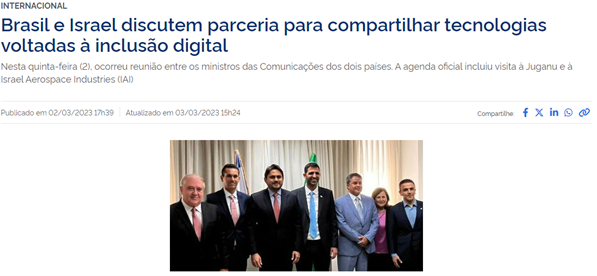 INTERNACIONAL
Brasil e Israel discutem parceria para compartilhar tecnologias
voltadas à inclusão digital
Nesta quinta-feira (2), ocorreu reunião entre os ministros das Comunicações dos dois países. A agenda oficial incluiu visita à Juganu e à
Israel Aerospace Industries (IAI)
Publicado em 02/03/2023 17h39 Atualizado em 03/03/2023 15h24 Compartilhe: